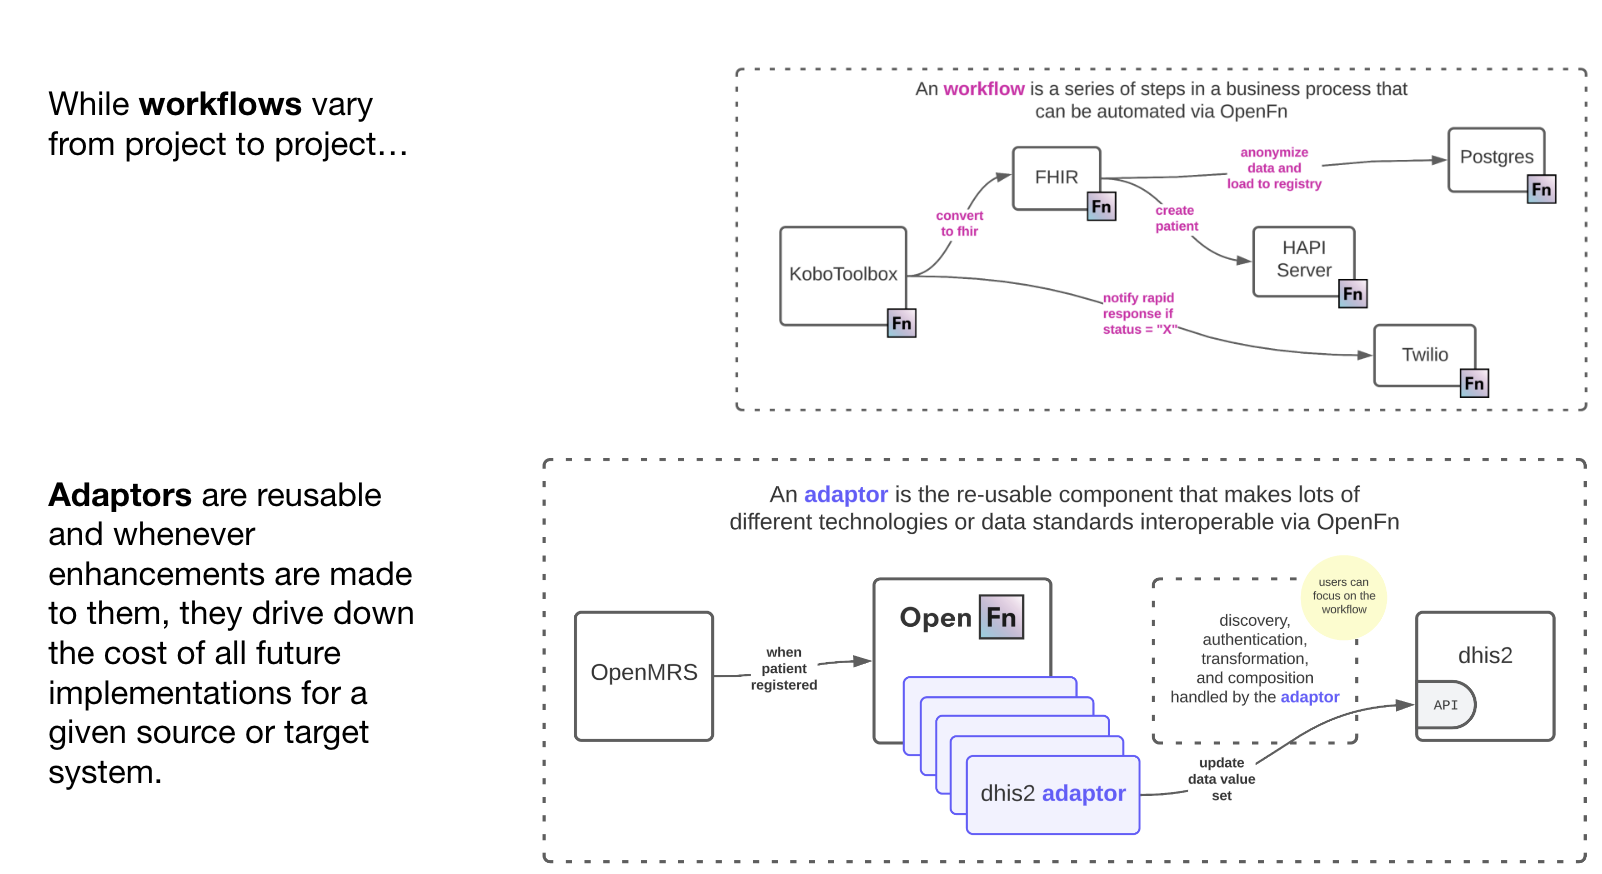 While workflows vary
from project to project…
An workflow is a series of steps in a business process that
can be automated via OpenFn
KoboToolbox
Fn
convert
to fhir
FHIR
Fn
anonymize
data and
load to registry
Postgres
Fn
create
patient
HAPI
Server
Fn
notify rapid
response if
status = "X"
Twilio
Fn
Adaptors are reusable
and whenever
enhancements are made
to them, they drive down
the cost of all future
implementations for a
given source or target
system.
An adaptor is the re-usable component that makes lots of
different technologies or data standards interoperable via OpenFn
OpenMRS
when
patient
registered
Open Fn
dhis2 adaptor
discovery,
authentication,
transformation,
and composition
handled by the adaptor
users can
focus on the
workflow
update
data value
set
dhis2
API